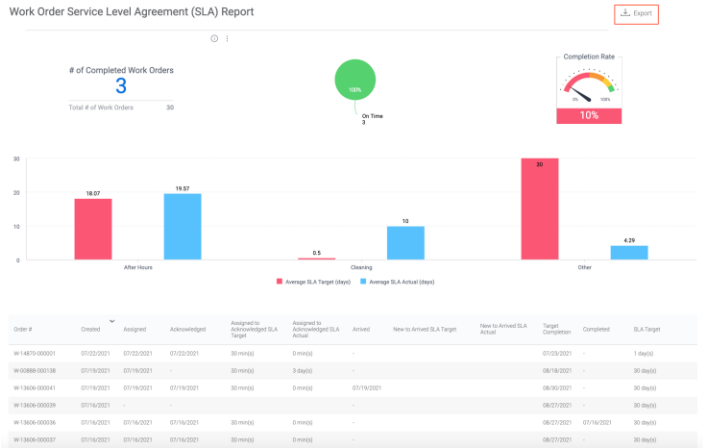 Work Order Service Level Agreement (SLA) Report
Export
# of Completed Work Orders
3
Total # of Work Orders 30
100%
On Time
3
Completion Rate
0% 100%
10%
30
20
10
0
18.07
19.57
0.5
10
30
4.29
After Hours
Cleaning
Other
Average SLA Target (days) Average SLA Actual (days)
Order # Created Assigned Acknowledged Assigned to Acknowledged SLA Target Assigned to Acknowledged SLA Actual Arrived New to Arrived SLA Target New to Arrived SLA Actual Target Completion Completed SLA Target
W-14875-000001 07/22/2021 07/22/2021 07/22/2021 30 min(s) 0 min(s) - 07/23/2021 - 1 day(s)
W-00888-000138 07/19/2021 07/19/2021 - 30 min(s) 3 day(s) - 08/18/2021 - 30 day(s)
W-13606-000041 07/19/2021 07/19/2021 07/19/2021 30 min(s) 0 min(s) 07/19/2021 08/30/2021 - 30 day(s)
W-13606-000039 07/16/2021 - - - 08/27/2021 - 30 day(s)
W-13606-000036 07/16/2021 07/16/2021 07/16/2021 30 min(s) 0 min(s) - 08/27/2021 07/16/2021 30 day(s)
W-13606-000037 07/16/2021 07/16/2021 07/16/2021 30 min(s) 0 min(s) - 08/27/2021 - 30 day(s)